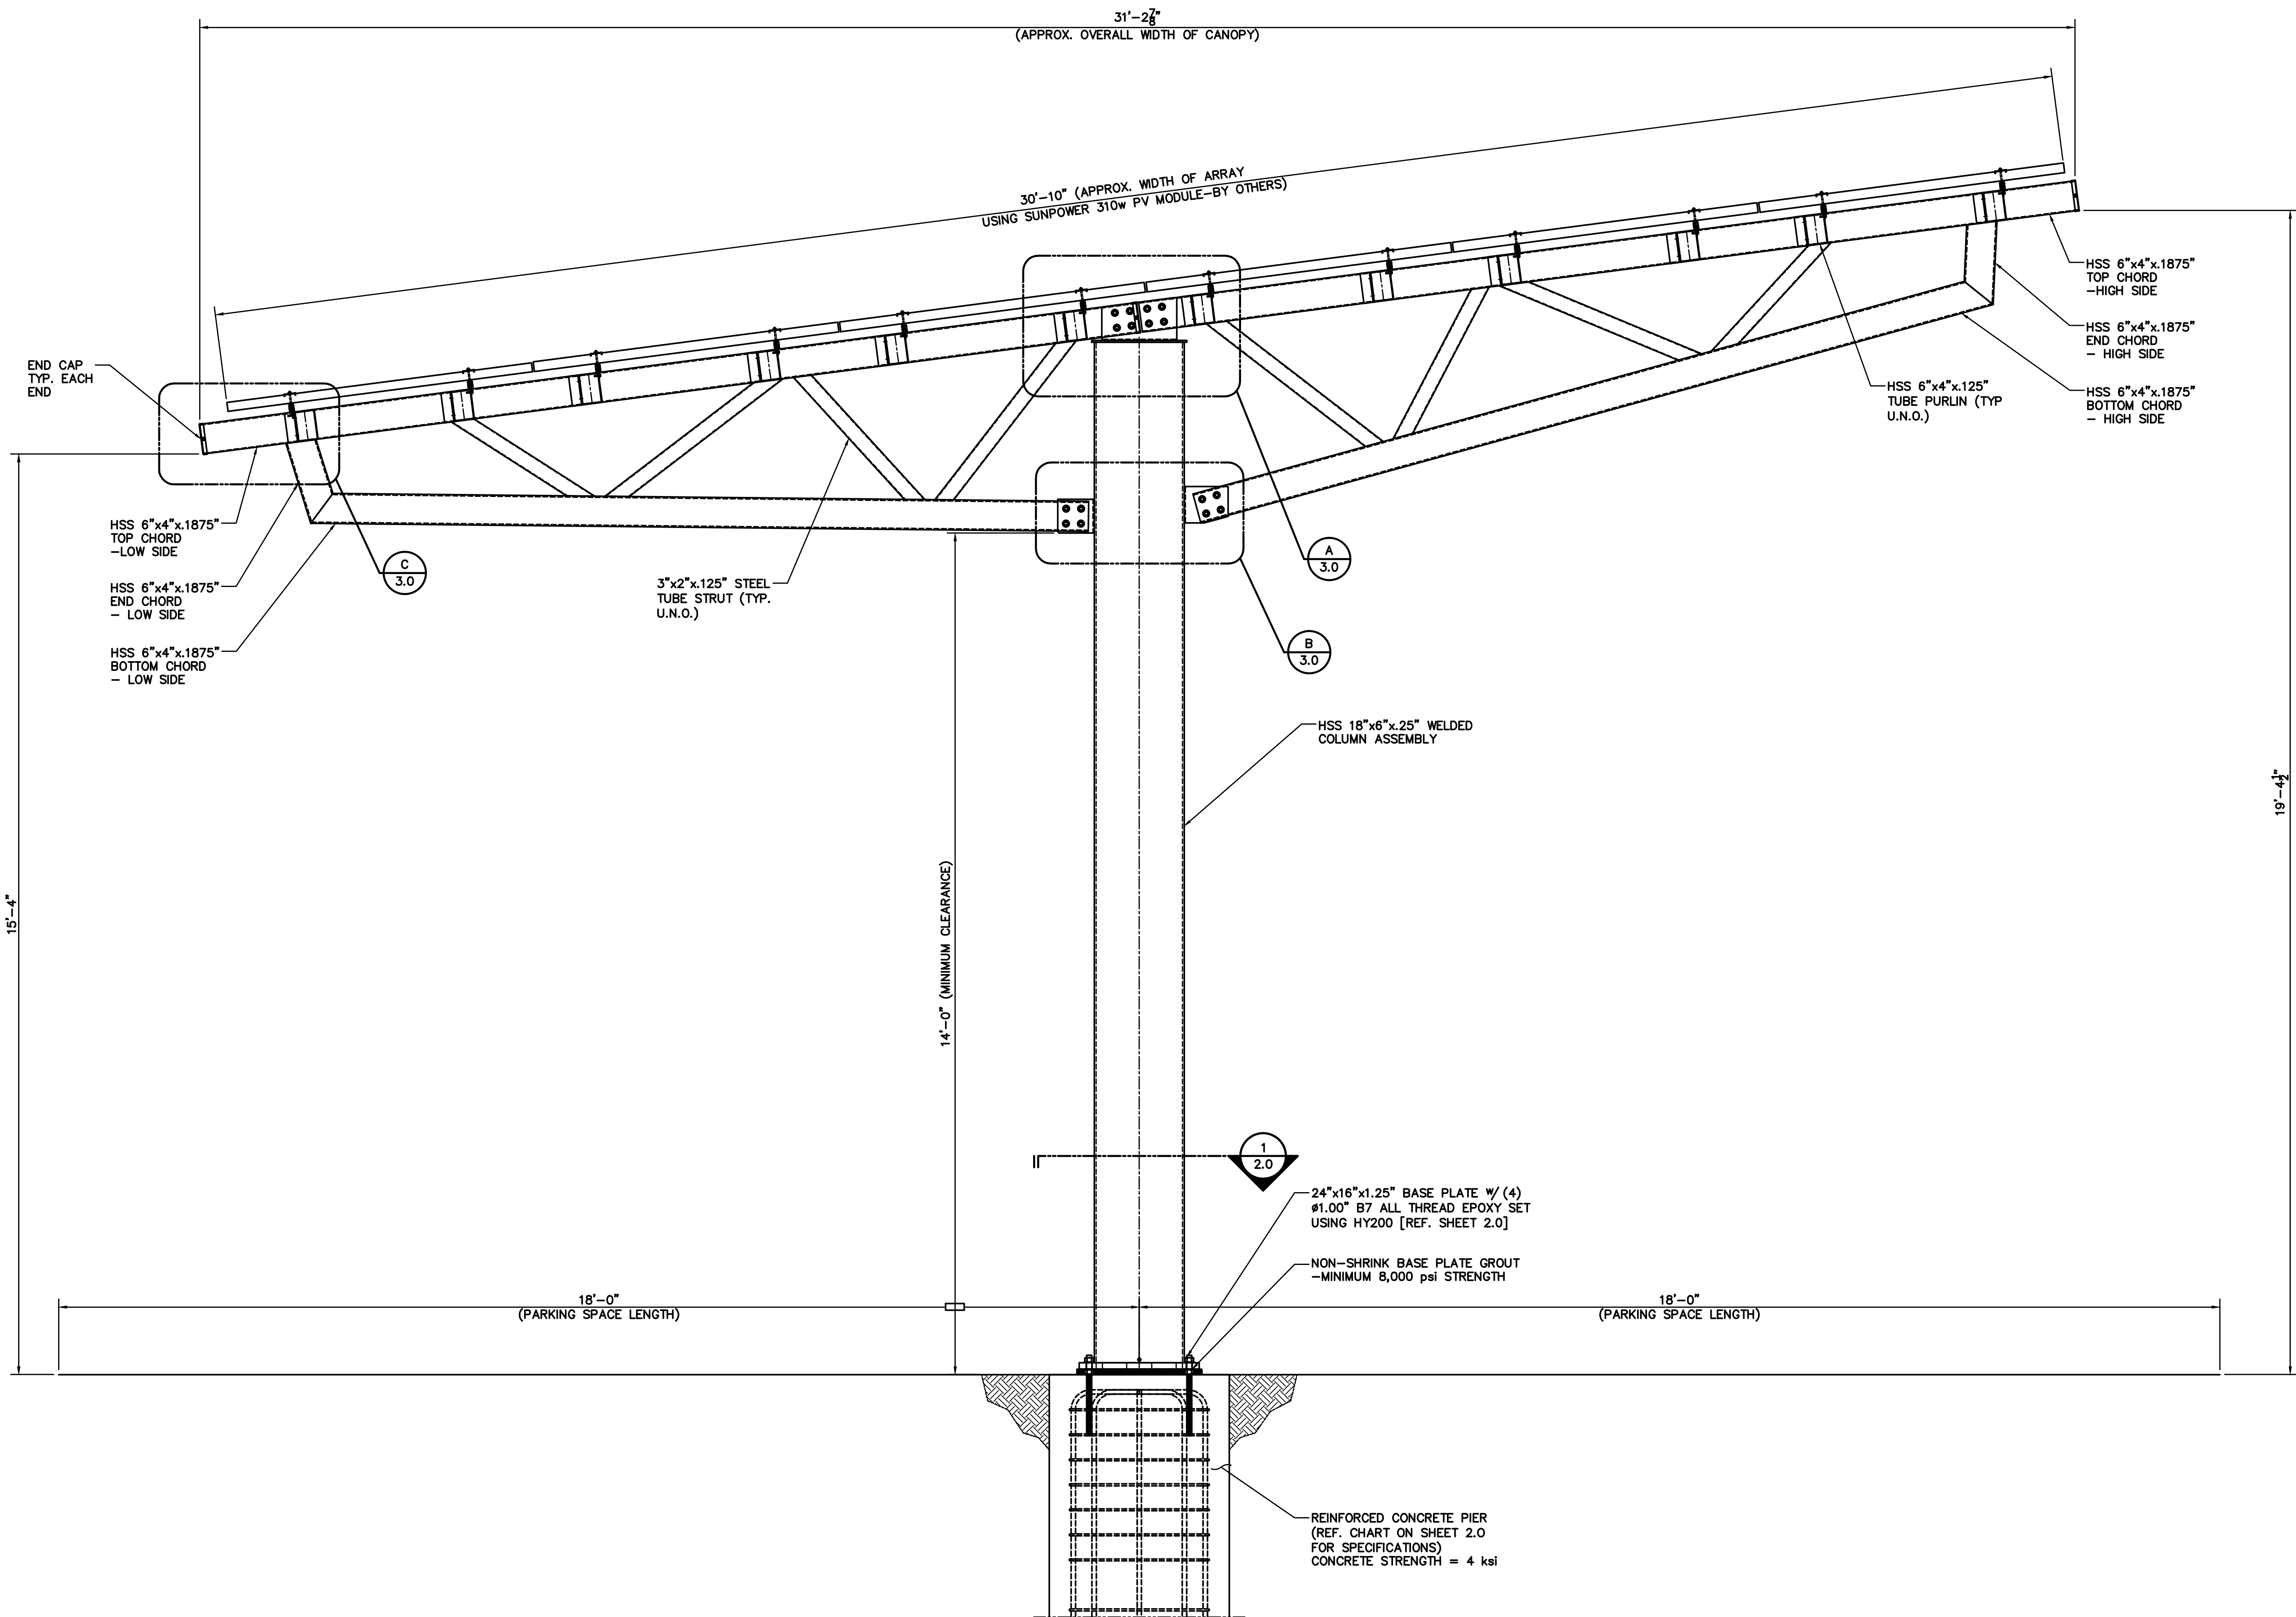 31'-2 7/8"
(APPROX. OVERALL WIDTH OF CANOPY)
30'-10" (APPROX. WIDTH OF ARRAY
USING SUNPOWER 310w PV MODULE-BY OTHERS)
END CAP
TYP. EACH
END
HSS 6"x4"x.1875"
TOP CHORD
-HIGH SIDE
HSS 6"x4"x.1875"
END CHORD
- HIGH SIDE
HSS 6"x4"x.1875"
BOTTOM CHORD
- HIGH SIDE
HSS 6"x4"x.125"
TUBE PURLIN (TYP
U.N.O.)
HSS 6"x4"x.1875"
TOP CHORD
-LOW SIDE
HSS 6"x4"x.1875"
END CHORD
- LOW SIDE
HSS 6"x4"x.1875"
BOTTOM CHORD
- LOW SIDE
C
3.0
3"x2"x.125" STEEL
TUBE STRUT (TYP.
U.N.O.)
A
3.0
B
3.0
HSS 18"x6"x.25" WELDED
COLUMN ASSEMBLY
15'-4"
14'-0" (MINIMUM CLEARANCE)
19'-4 1/2"
1
2.0
24"x16"x1.25" BASE PLATE W/ (4)
ø1.00" B7 ALL THREAD EPOXY SET
USING HY200 [REF. SHEET 2.0]
NON-SHRINK BASE PLATE GROUT
-MINIMUM 8,000 psi STRENGTH
18'-0"
(PARKING SPACE LENGTH)
18'-0"
(PARKING SPACE LENGTH)
REINFORCED CONCRETE PIER
(REF. CHART ON SHEET 2.0
FOR SPECIFICATIONS)
CONCRETE STRENGTH = 4 ksi